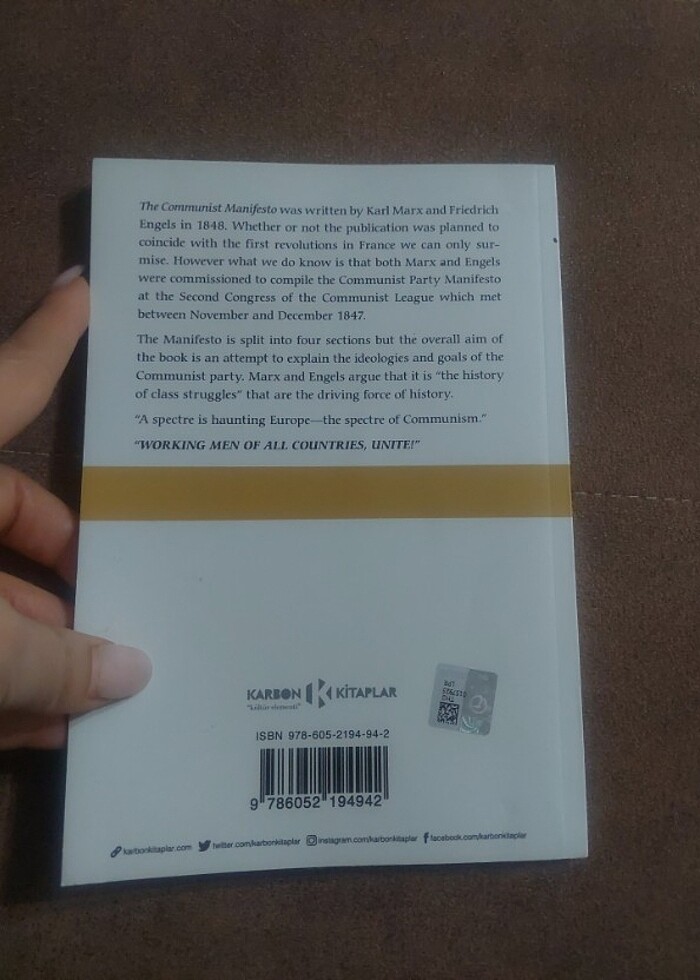 The Communist Manifesto was written by Karl Marx and Friedrich
Engels in 1848. Whether or not the publication was planned to
coincide with the first revolutions in France we can only sur-
mise. However what we do know is that both Marx and Engels
were commissioned to compile the Communist Party Manifesto
at the Second Congress of the Communist League which met
between November and December 1847.
The Manifesto is split into four sections but the overall aim of
the book is an attempt to explain the ideologies and goals of the
Communist party. Marx and Engels argue that it is "the history
of class struggles" that are the driving force of history.
"A spectre is haunting Europe—the spectre of Communism."
"WORKING MEN OF ALL COUNTRIES, UNITE!"
KARBON K KİTAPLAR
"kültür elementi"
ISBN 978-605-2194-94-2
9 786052 194942
karbonkitaplar.com twitter.com/karbonkitaplar instagram.com/karbonkitaplar facebook.com/karbonkitaplar